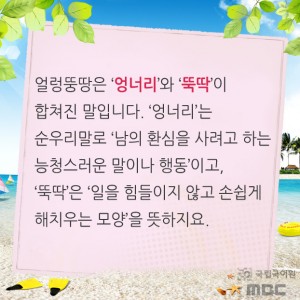 얼렁뚱땅은 ‘엉너리’와 ‘뚝딱’이
합쳐진 말입니다. ‘엉너리’는
순우리말로 ‘남의 환심을 사려고 하는
능청스러운 말이나 행동’이고,
‘뚝딱’은 ‘일을 힘들이지 않고 손쉽게
해치우는 모양’을 뜻하지요.
국립국어원
MBC